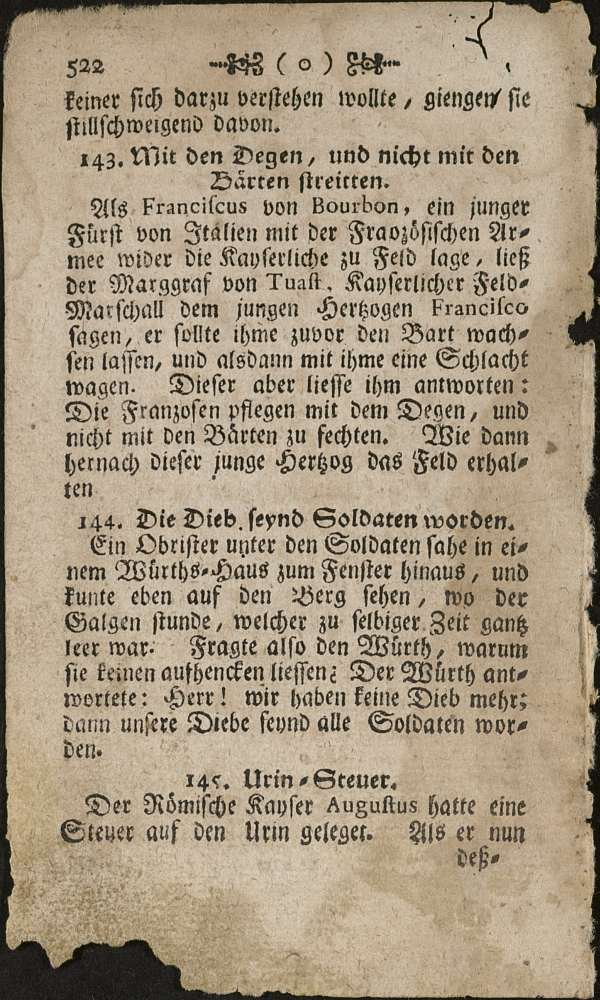 522 ( o )
keiner sich darzu verstehen wollte, giengen sie
stillschweigend davon.
143. Mit den Degen, und nicht mit den
Bärten streitten.
Als Franciscus von Bourbon, ein junger
Fürst von Italien mit der Fraozösischen Ar-
mee wider die Kayserliche zu Feld lage, ließ
der Marggraf von Tuast, Kayserlicher Feld-
Marschall dem jungen Hertzogen Francisco
sagen, er sollte ihme zuvor den Bart wach-
sen lassen, und alsdann mit ihme eine Schlacht
wagen. Dieser aber liesse ihm antworten:
Die Franzosen pflegen mit dem Degen, und
nicht mit den Bärten zu fechten. Wie dann
hernach dieser junge Hertzog das Feld erhal-
ten
144. Die Dieb seynd Soldaten worden.
Ein Obrister unter den Soldaten sahe in ei-
nem Würths-Haus zum Fenster hinaus, und
kunte eben auf den Berg sehen, wo der
Galgen stunde, welcher zu selbiger Zeit gantz
leer war. Fragte also den Würth, warum
sie keinen aufhencken liessen? Der Würth ant-
wortete: Herr! wir haben keine Dieb mehr;
dann unsere Diebe seynd alle Soldaten wor-
den.
145. Urin-Steuer.
Der Römische Kayser Augustus hatte eine
Steuer auf den Urin geleget. Als er nun
deß-